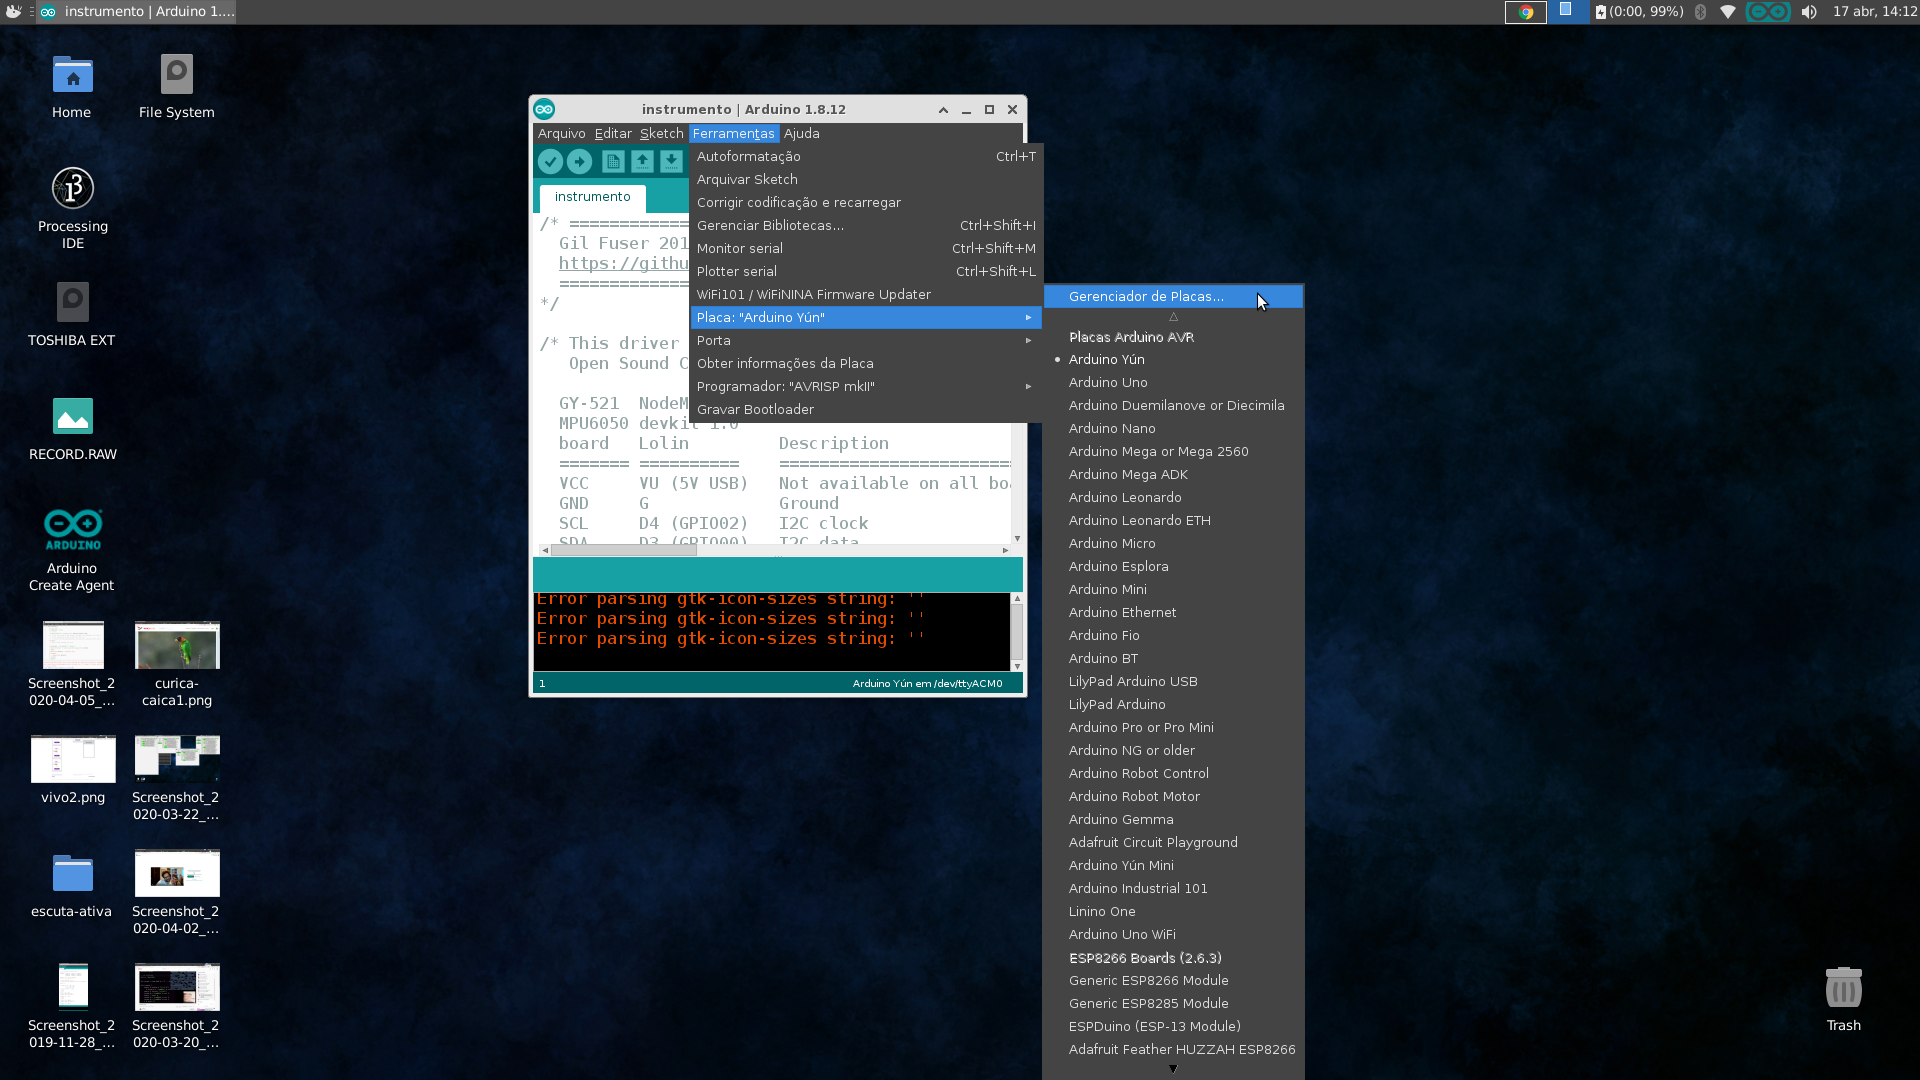 instrumento | Arduino 1....
(0:00, 99%)
17 abr, 14:12
Home
File System
Processing
IDE
TOSHIBA EXT
RECORD.RAW
ARDUINO
Arduino
Create Agent
Screenshot_2
020-04-05_...
curica-
caica1.png
vivo2.png
Screenshot_2
020-03-22_...
escuta-ativa
Screenshot_2
020-04-02_...
Screenshot_2
019-11-28_...
Screenshot_2
020-03-20_...
Trash
instrumento | Arduino 1.8.12
Arquivo Editar Sketch Ferramentas Ajuda
instrumento
/* ============
Gil Fuser 201
https://githu
=============
*/
/* This driver
Open Sound C
GY-521 NodeM
MPU6050 devkit 1.0
board Lolin Description
======= ========== ========================
VCC VU (5V USB) Not available on all bo
GND G Ground
SCL D4 (GPIO02) I2C clock
SDA D3 (GPIO00) I2C data
Error parsing gtk-icon-sizes string: ''
Error parsing gtk-icon-sizes string: ''
Error parsing gtk-icon-sizes string: ''
1
Arduino Yún em /dev/ttyACM0
Autoformatação Ctrl+T
Arquivar Sketch
Corrigir codificação e recarregar
Gerenciar Bibliotecas... Ctrl+Shift+I
Monitor serial Ctrl+Shift+M
Plotter serial Ctrl+Shift+L
WiFi101 / WiFiNINA Firmware Updater
Placa: "Arduino Yún"
Porta
Obter informações da Placa
Programador: "AVRISP mkII"
Gravar Bootloader
Gerenciador de Placas...
Placas Arduino AVR
Arduino Yún
Arduino Uno
Arduino Duemilanove or Diecimila
Arduino Nano
Arduino Mega or Mega 2560
Arduino Mega ADK
Arduino Leonardo
Arduino Leonardo ETH
Arduino Micro
Arduino Esplora
Arduino Mini
Arduino Ethernet
Arduino Fio
Arduino BT
LilyPad Arduino USB
LilyPad Arduino
Arduino Pro or Pro Mini
Arduino NG or older
Arduino Robot Control
Arduino Robot Motor
Arduino Gemma
Adafruit Circuit Playground
Arduino Yún Mini
Arduino Industrial 101
Linino One
Arduino Uno WiFi
ESP8266 Boards (2.6.3)
Generic ESP8266 Module
Generic ESP8285 Module
ESPDuino (ESP-13 Module)
Adafruit Feather HUZZAH ESP8266